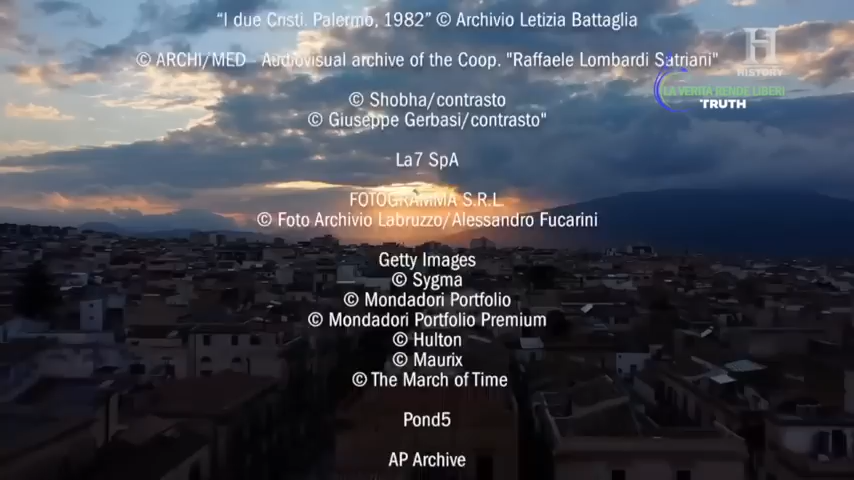 “I due Cristi. Palermo, 1982” © Archivio Letizia Battaglia
© ARCHI/MED - Audiovisual archive of the Coop. "Raffaele Lombardi Satriani"
H
HISTORY
LA VERITÀ RENDE LIBERI
TRUTH
© Shobha/contrasto
© Giuseppe Gerbasi/contrasto"
La7 SpA
FOTOGRAMMA S.R.L.
© Foto Archivio Labruzzo/Alessandro Fucarini
Getty Images
© Sygma
© Mondadori Portfolio
© Mondadori Portfolio Premium
© Hulton
© Maurix
© The March of Time
Pond5
AP Archive